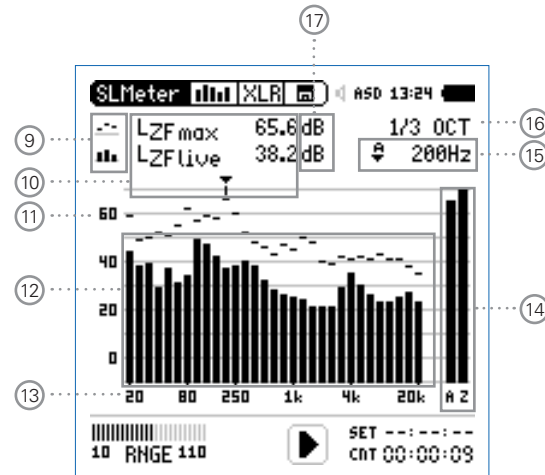 17
SLMeter XLR ASD 13:24
16
9
LZFmax 65.6 dB 1/3 OCT
LZFlive 38.2 dB 200Hz
15
10
11
60
12
40
20
14
0
13
20 80 250 1k 4k 20k A Z
10 RNGE 110
SET --:--:--
CNT 00:00:09